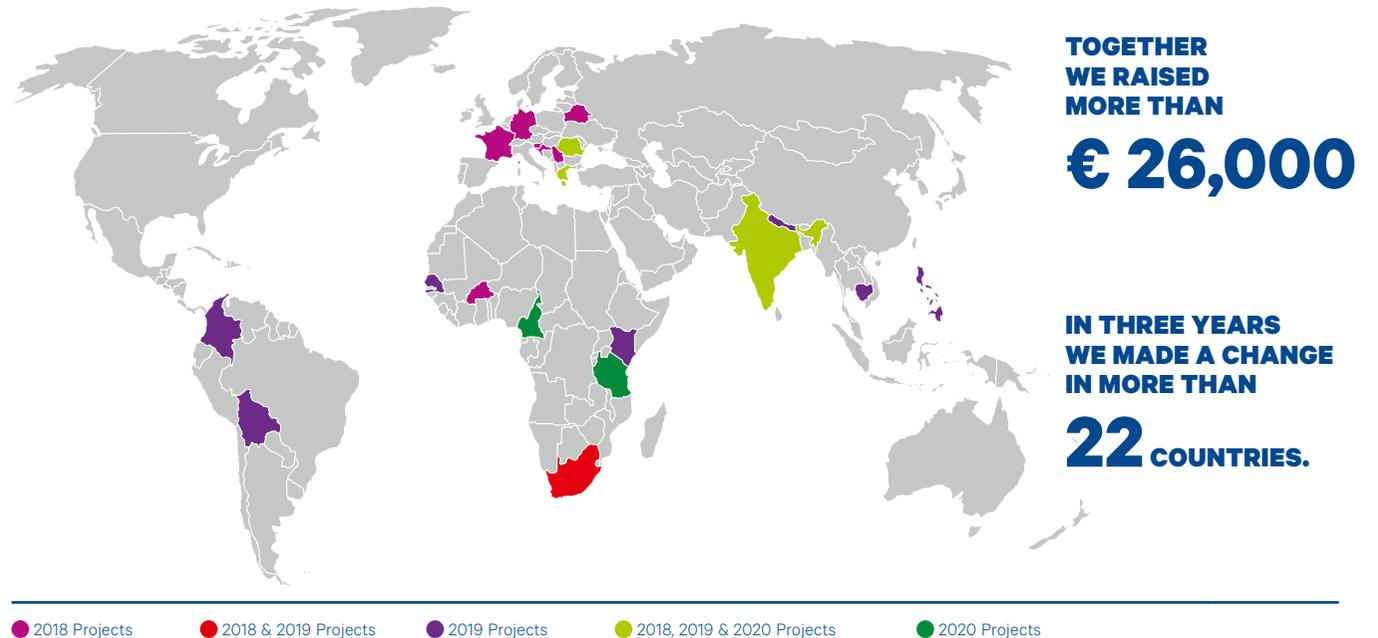 TOGETHER
WE RAISED
MORE THAN
€ 26,000
IN THREE YEARS
WE MADE A CHANGE
IN MORE THAN
22 COUNTRIES.
2018 Projects
2018 & 2019 Projects
2019 Projects
2018, 2019 & 2020 Projects
2020 Projects